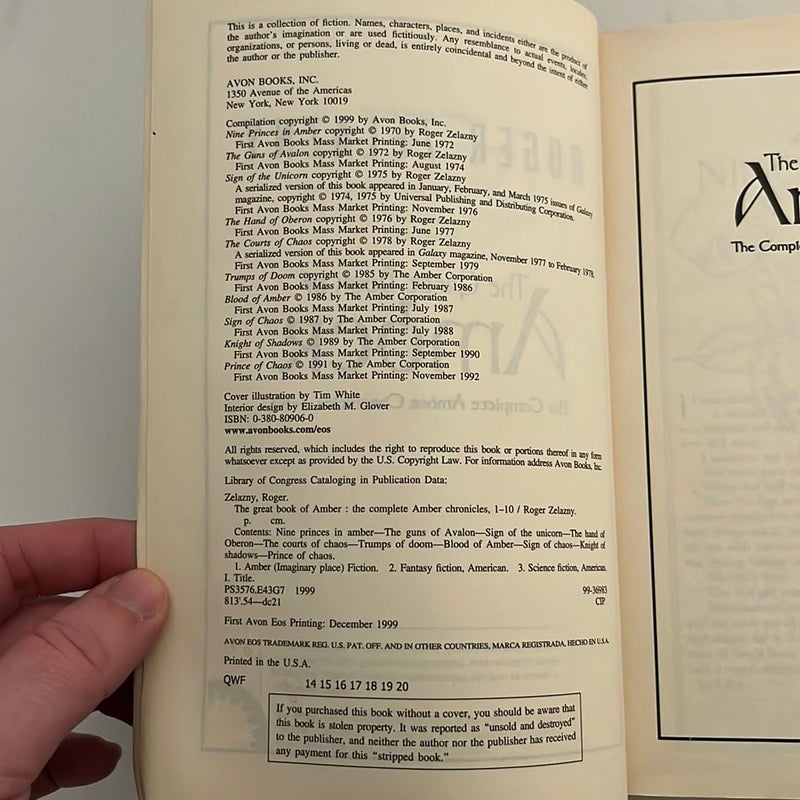 This is a collection of fiction. Names, characters, places, and incidents either are the product of
the author's imagination or are used fictitiously. Any resemblance to actual events, locales,
organizations, or persons, living or dead, is entirely coincidental and beyond the intent of either
the author or the publisher.
AVON BOOKS, INC.
1350 Avenue of the Americas
New York, New York 10019
Compilation copyright © 1999 by Avon Books, Inc.
Nine Princes in Amber copyright © 1970 by Roger Zelazny
First Avon Books Mass Market Printing: June 1972
The Guns of Avalon copyright © 1972 by Roger Zelazny
First Avon Books Mass Market Printing: August 1974
Sign of the Unicorn copyright © 1975 by Roger Zelazny
A serialized version of this book appeared in January, February, and March 1975 issues of Galaxy
magazine, copyright © 1974, 1975 by Universal Publishing and Distributing Corporation.
First Avon Books Mass Market Printing: November 1976
The Hand of Oberon copyright © 1976 by Roger Zelazny
First Avon Books Mass Market Printing: June 1977
The Courts of Chaos copyright © 1978 by Roger Zelazny
A serialized version of this book appeared in Galaxy magazine, November 1977 to February 1978.
First Avon Books Mass Market Printing: September 1979
Trumps of Doom copyright © 1985 by The Amber Corporation
First Avon Books Mass Market Printing: February 1986
Blood of Amber © 1986 by The Amber Corporation
First Avon Books Mass Market Printing: July 1987
Sign of Chaos © 1987 by The Amber Corporation
First Avon Books Mass Market Printing: July 1988
Knight of Shadows © 1989 by The Amber Corporation
First Avon Books Mass Market Printing: September 1990
Prince of Chaos © 1991 by The Amber Corporation
First Avon Books Mass Market Printing: November 1992
Cover illustration by Tim White
Interior design by Elizabeth M. Glover
ISBN: 0-380-80906-0
www.avonbooks.com/eos
All rights reserved, which includes the right to reproduce this book or portions thereof in any form
whatsoever except as provided by the U.S. Copyright Law. For information address Avon Books, Inc.
Library of Congress Cataloging in Publication Data:
Zelazny, Roger.
The great book of Amber : the complete Amber chronicles, 1–10 / Roger Zelazny.
p. cm.
Contents: Nine princes in amber—The guns of Avalon—Sign of the unicorn—The hand of
Oberon—The courts of chaos—Trumps of doom—Blood of Amber—Sign of chaos—Knight of
shadows—Prince of chaos.
1. Amber (Imaginary place) Fiction. 2. Fantasy fiction, American. 3. Science fiction, American.
I. Title.
PS3576.E43G7 1999 99-36983
813'.54—dc21 CIP
First Avon Eos Printing: December 1999
AVON EOS TRADEMARK REG. U.S. PAT. OFF. AND IN OTHER COUNTRIES, MARCA REGISTRADA, HECHO EN U.S.A.
Printed in the U.S.A.
QWF 14 15 16 17 18 19 20
If you purchased this book without a cover, you should be aware that
this book is stolen property. It was reported as "unsold and destroyed"
to the publisher, and neither the author nor the publisher has received
any payment for this "stripped book."
The
Am
The Comple